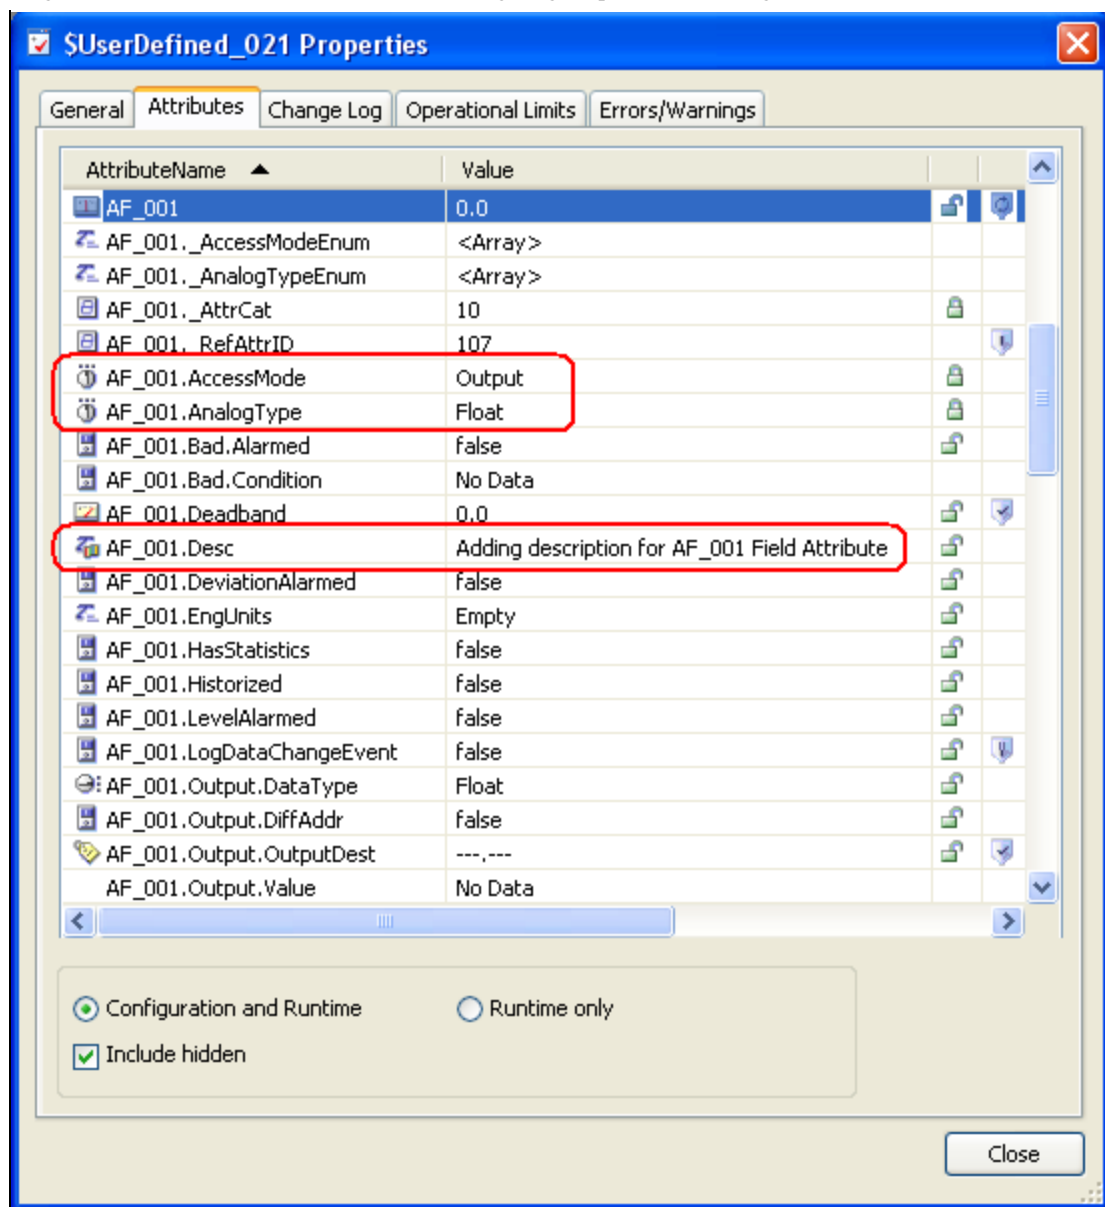 $UserDefined_021 Properties
General Attributes Change Log Operational Limits Errors/Warnings
AttributeName Value
AF_001 0.0
AF_001._AccessModeEnum <Array>
AF_001._AnalogTypeEnum <Array>
AF_001._AttrCat 10
AF_001._RefAttrID 107
AF_001.AccessMode Output
AF_001.AnalogType Float
AF_001.Bad.Alarmed false
AF_001.Bad.Condition No Data
AF_001.Deadband 0.0
AF_001.Desc Adding description for AF_001 Field Attribute
AF_001.DeviationAlarmed false
AF_001.EngUnits Empty
AF_001.HasStatistics false
AF_001.Historized false
AF_001.LevelAlarmed false
AF_001.LogDataChangeEvent false
AF_001.Output.DataType Float
AF_001.Output.DiffAddr false
AF_001.Output.OutputDest ---.---
AF_001.Output.Value No Data
Configuration and Runtime Runtime only
Include hidden
Close